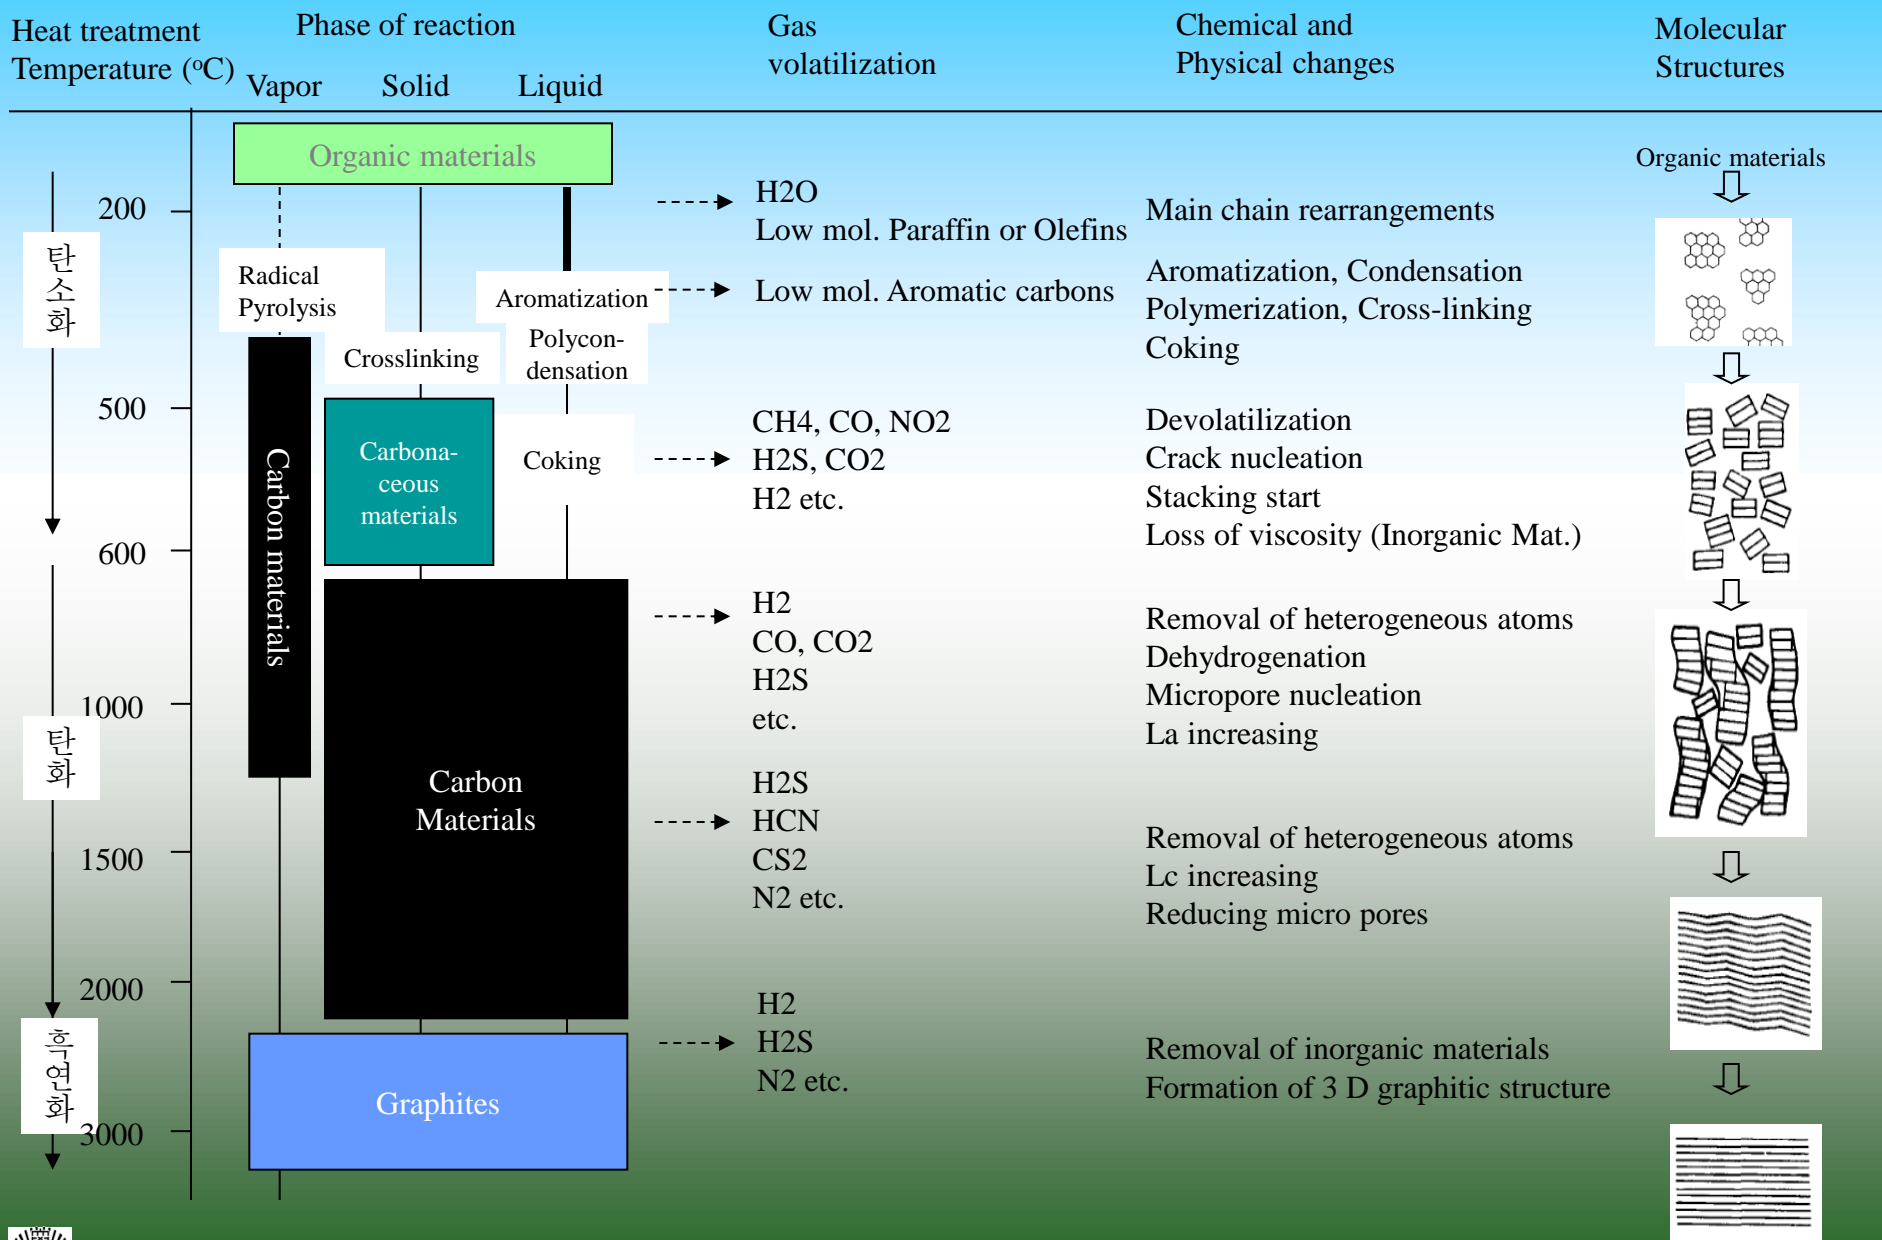 Heat treatment
Temperature (°C)
Phase of reaction
Vapor
Solid
Liquid
Gas
volatilization
Chemical and
Physical changes
Molecular
Structures
탄소화
탄화
흑연화
200
500
600
1000
1500
2000
3000
Organic materials
Radical
Pyrolysis
Crosslinking
Aromatization
Polycon-
densation
Carbon materials
Carbona-
ceous
materials
Coking
Carbon
Materials
Graphites
H2O
Low mol. Paraffin or Olefins
Low mol. Aromatic carbons
CH4, CO, NO2
H2S, CO2
H2 etc.
H2
CO, CO2
H2S
etc.
H2S
HCN
CS2
N2 etc.
H2
H2S
N2 etc.
Main chain rearrangements
Aromatization, Condensation
Polymerization, Cross-linking
Coking
Devolatilization
Crack nucleation
Stacking start
Loss of viscosity (Inorganic Mat.)
Removal of heterogeneous atoms
Dehydrogenation
Micropore nucleation
La increasing
Removal of heterogeneous atoms
Lc increasing
Reducing micro pores
Removal of inorganic materials
Formation of 3 D graphitic structure
Organic materials